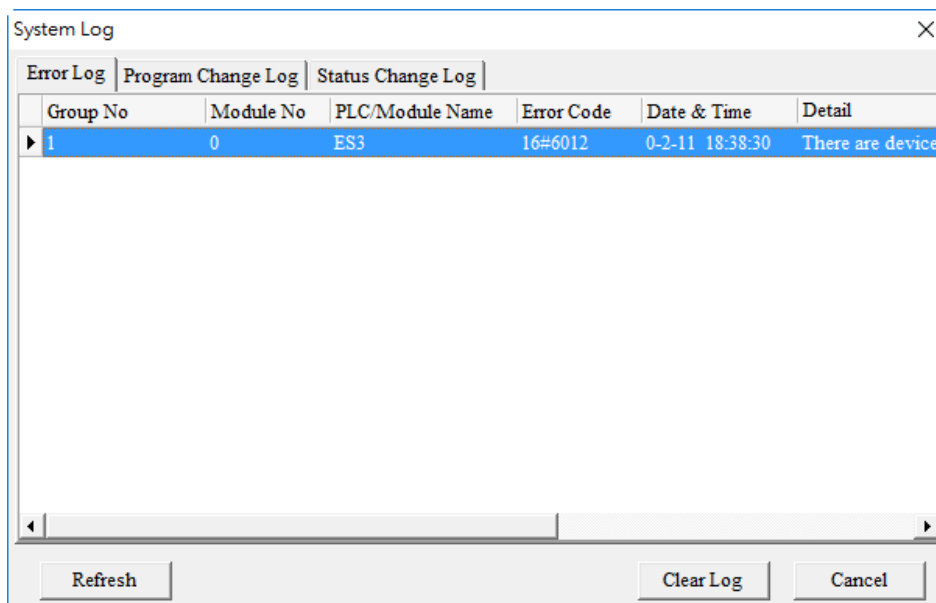 System Log
Error Log Program Change Log Status Change Log
Group No Module No PLC/Module Name Error Code Date & Time Detail
1 0 ES3 16#6012 0-2-11 18:38:30 There are device
Refresh Clear Log Cancel